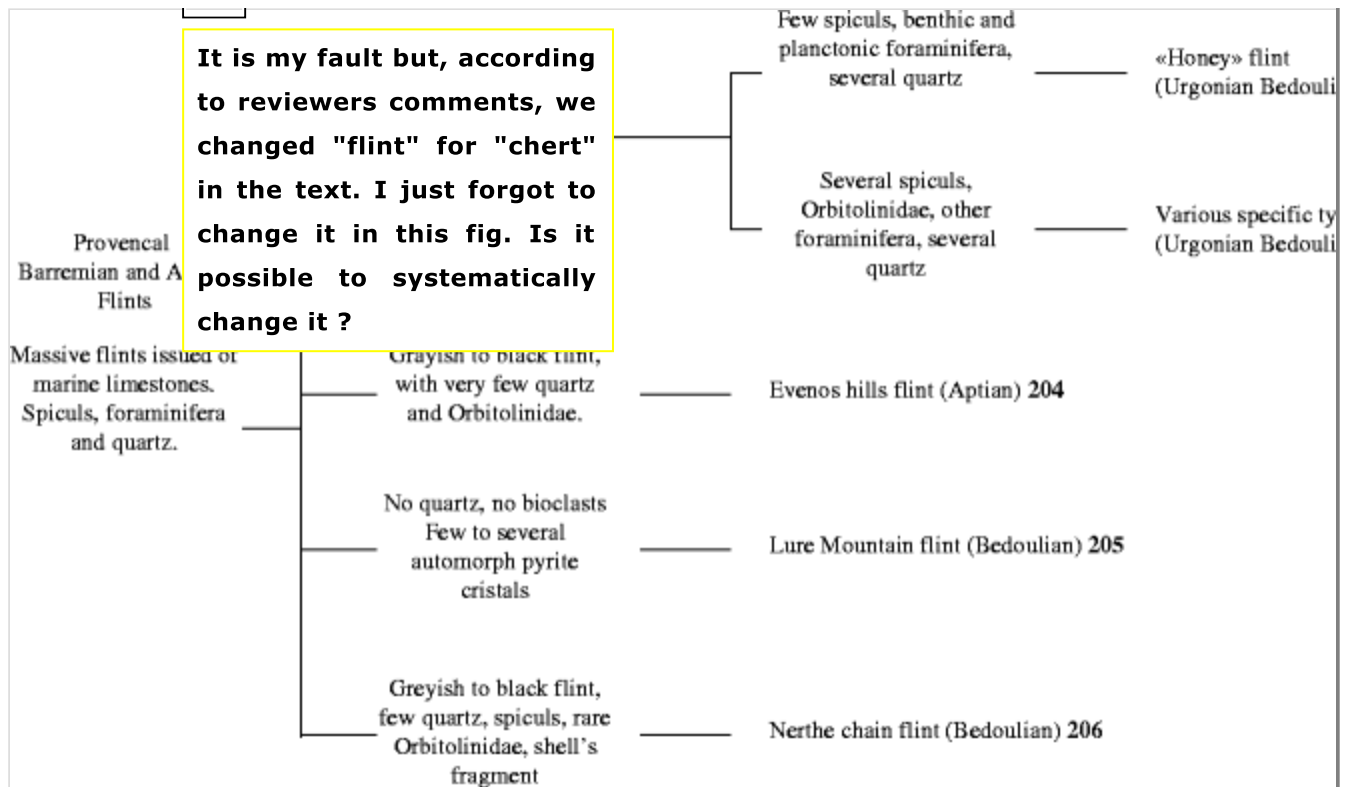 It is my fault but, according
to reviewers comments, we
changed "flint" for "chert"
in the text. I just forgot to
change it in this fig. Is it
possible to systematically
change it ?
Few spiculs, benthic and
planctonic foraminifera,
several quartz
«Honey» flint
(Urgonian Bedouli
Several spiculs,
Orbitolinidae, other
foraminifera, several
quartz
Various specific ty
(Urgonian Bedouli
Provencal
Barremian and A
Flints
Massive flints issued of
marine limestones.
Spiculs, foraminifera
and quartz.
Grayish to black flint,
with very few quartz
and Orbitolinidae.
Evenos hills flint (Aptian) 204
No quartz, no bioclasts
Few to several
automorph pyrite
cristals
Lure Mountain flint (Bedoulian) 205
Greyish to black flint,
few quartz, spiculs, rare
Orbitolinidae, shell’s
fragment
Nerthe chain flint (Bedoulian) 206